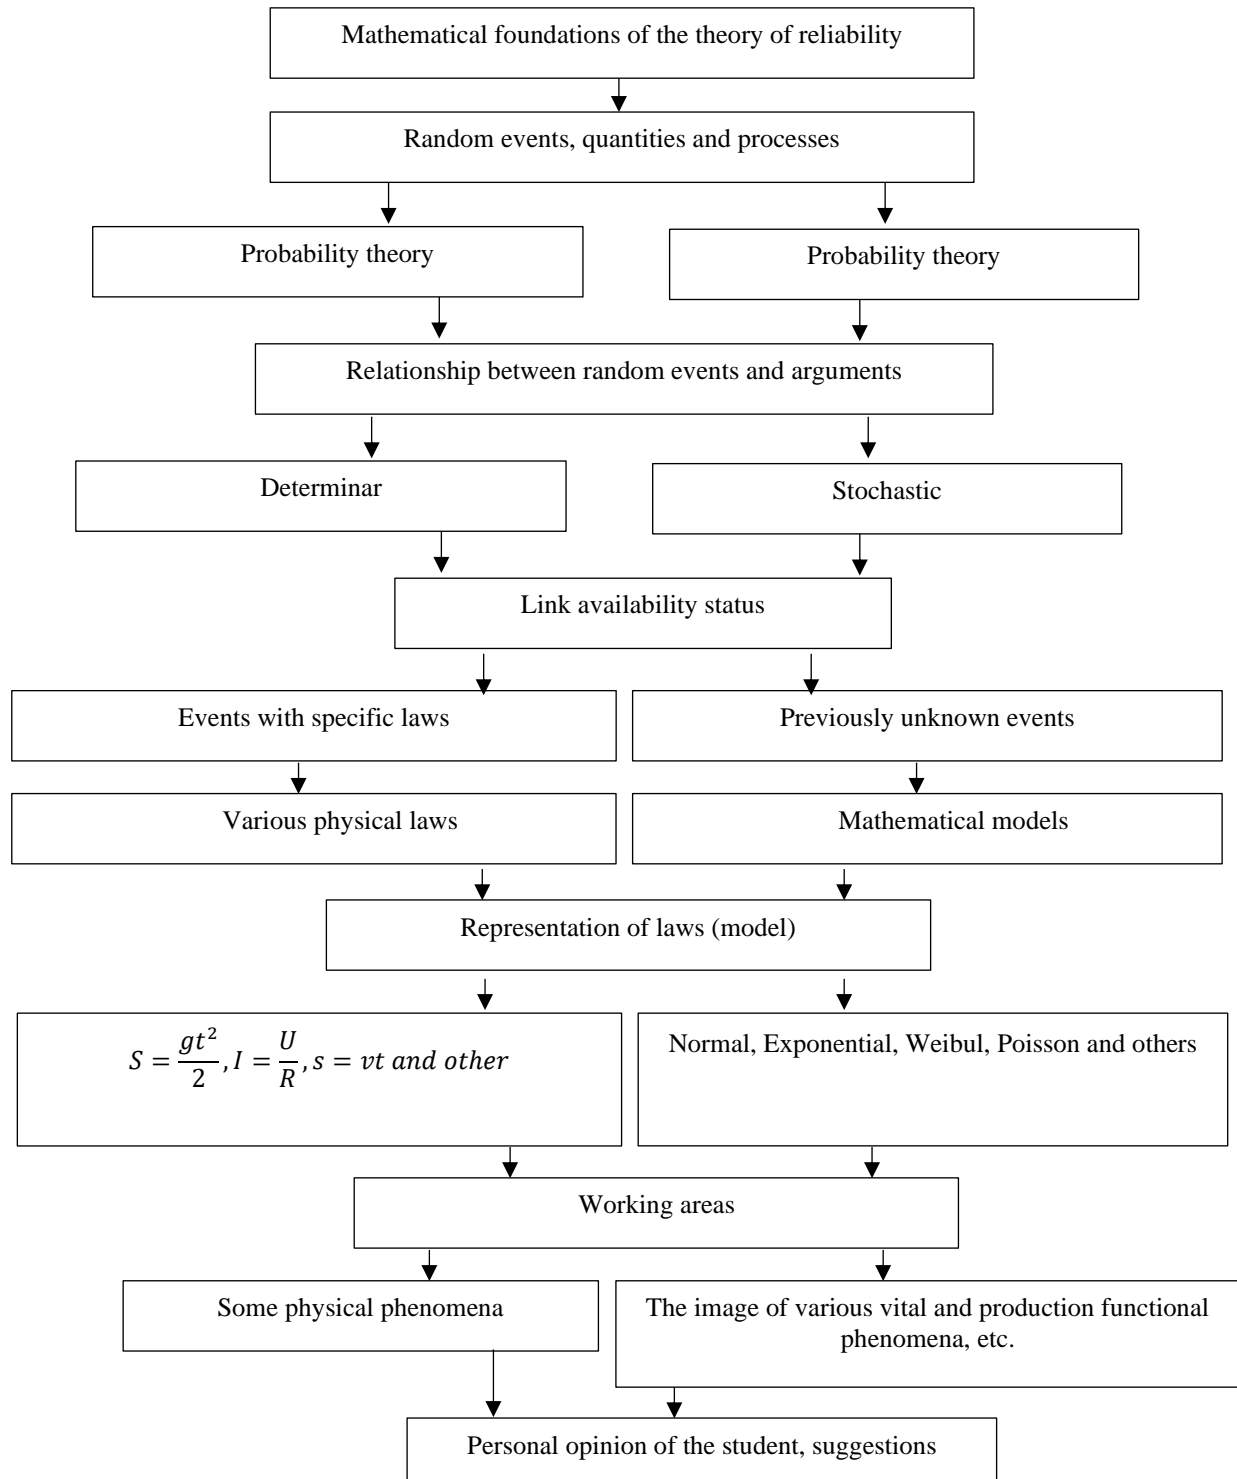 Mathematical foundations of the theory of reliability
Random events, quantities and processes
Probability theory
Probability theory
Relationship between random events and arguments
Determinar
Stochastic
Link availability status
Events with specific laws
Previously unknown events
Various physical laws
Mathematical models
Representation of laws (model)
S = gt²/2, I = U/R, s = vt and other
Normal, Exponential, Weibul, Poisson and others
Working areas
Some physical phenomena
The image of various vital and production functional
phenomena, etc.
Personal opinion of the student, suggestions